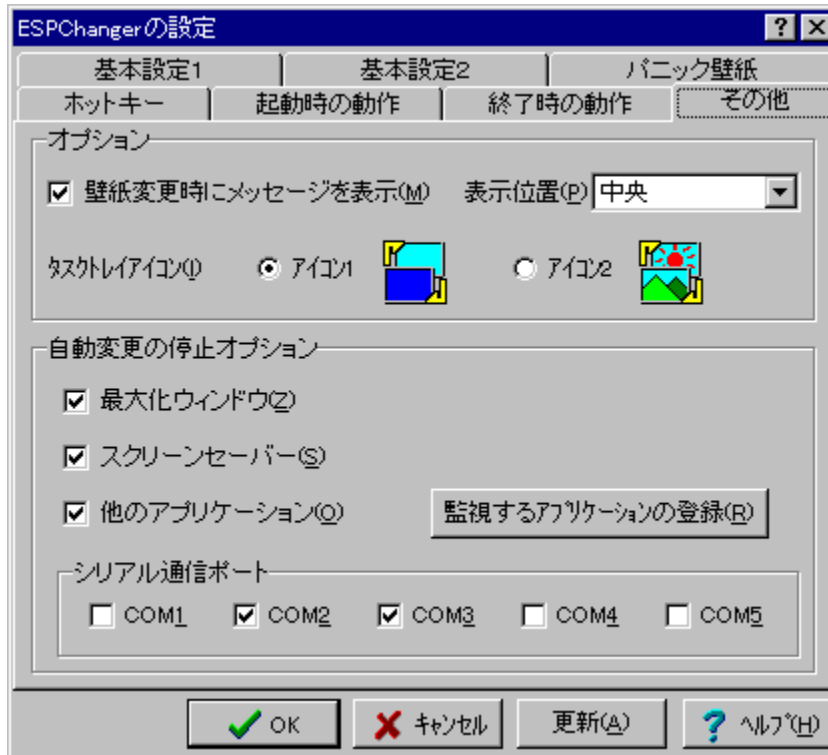 ESPChangerの設定
基本設定1 基本設定2 パニック壁紙
ホットキー 起動時の動作 終了時の動作 その他
オプション
壁紙変更時にメッセージを表示(M) 表示位置(P) 中央
ﾀｽｸﾄﾚｲｱｲｺﾝ(I) ｱｲｺﾝ1 ｱｲｺﾝ2
自動変更の停止オプション
最大化ウィンドウ(Z)
スクリーンセーバー(S)
他のアプリケーション(O) 監視するｱﾌﾟﾘｹｰｼｮﾝの登録(R)
シリアル通信ポート
COM1 COM2 COM3 COM4 COM5
OK ｷｬﾝｾﾙ 更新(A) ﾍﾙﾌﾟ(H)